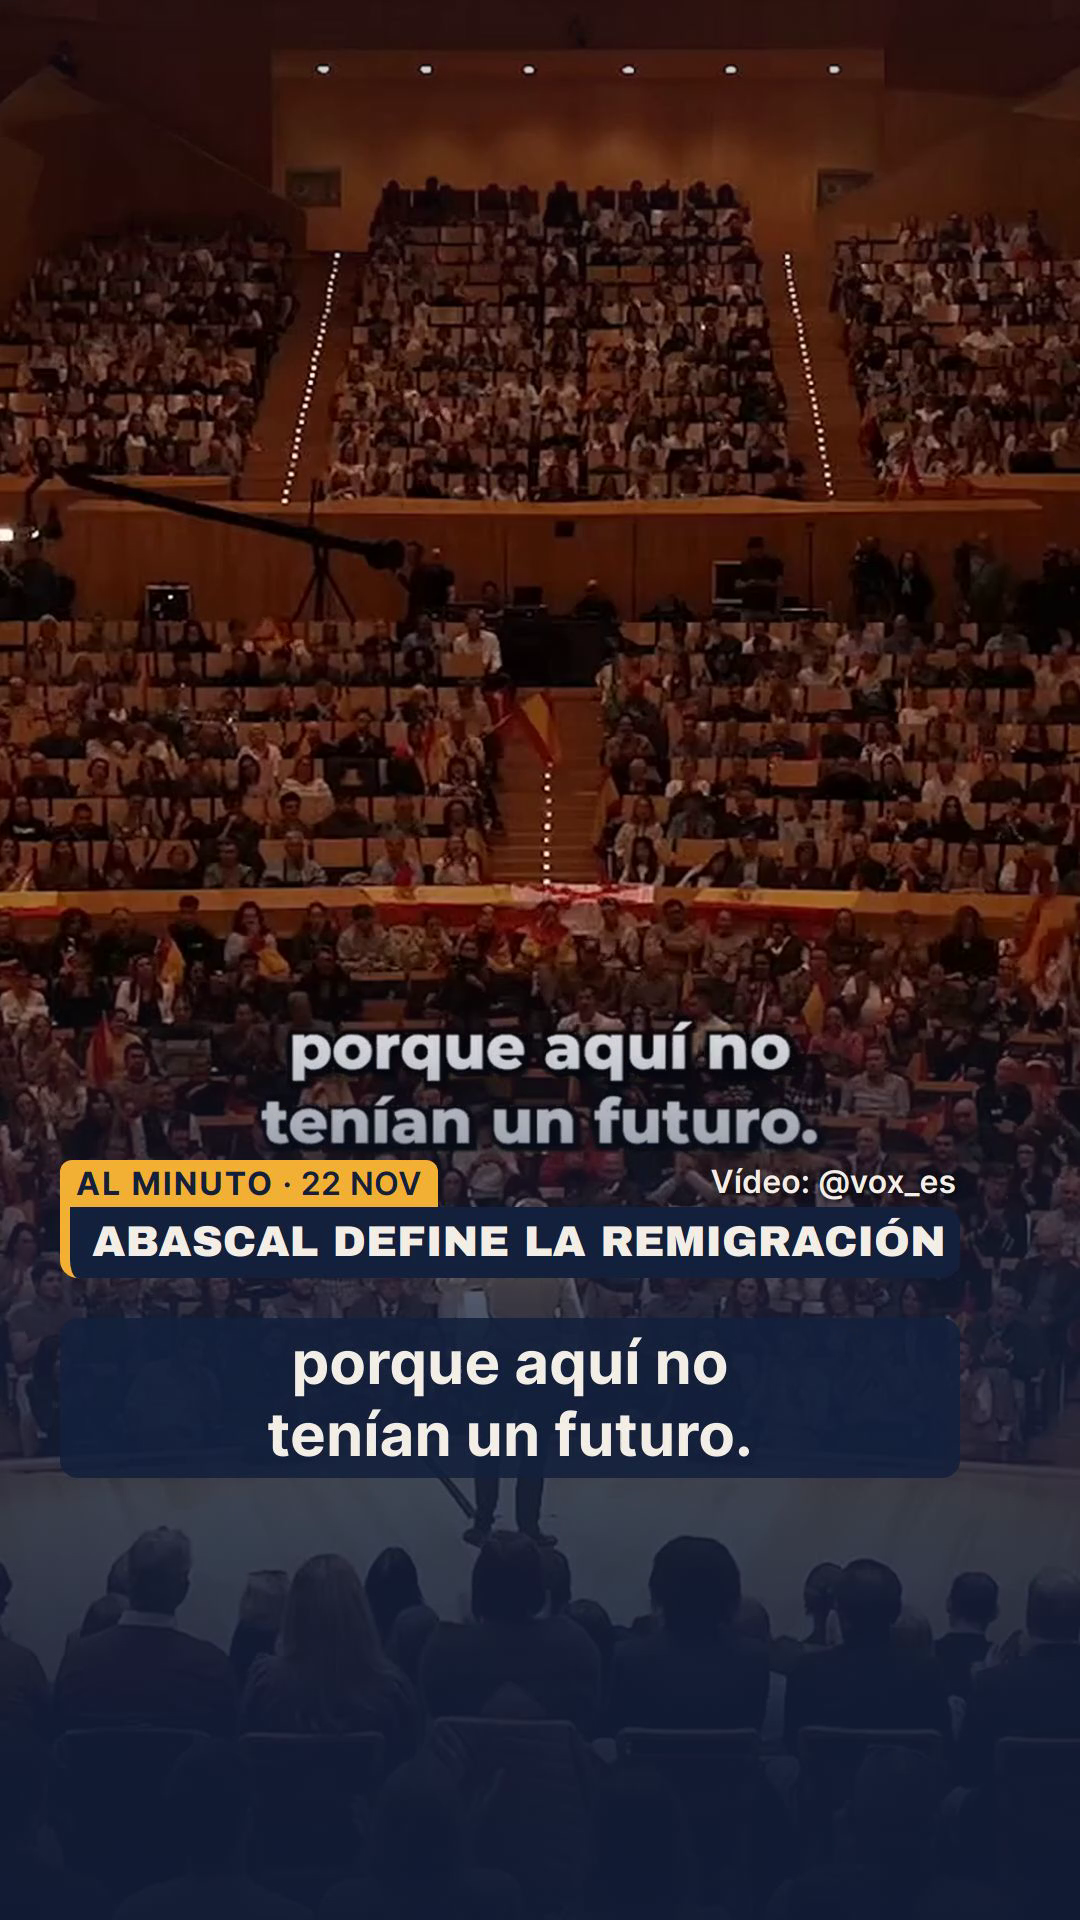 porque aquí no
tenían un futuro.
AL MINUTO · 22 NOV
Vídeo: @vox_es
ABASCAL DEFINE LA REMIGRACIÓN
porque aquí no
tenían un futuro.